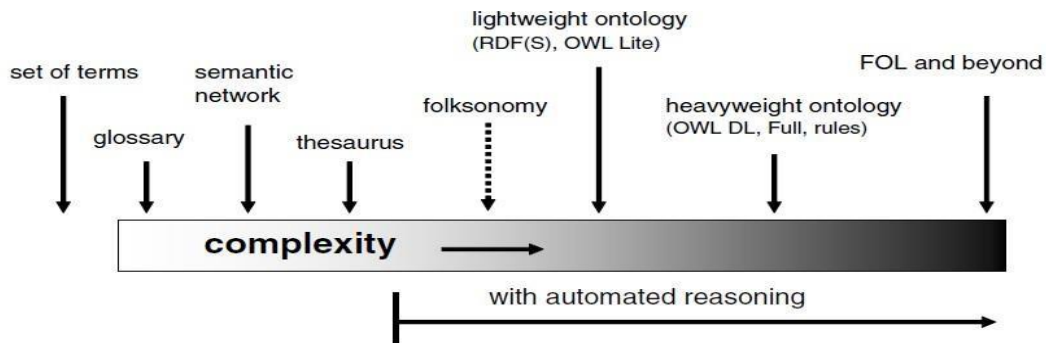 lightweight ontology
(RDF(S), OWL Lite)
set of terms
semantic
network
FOL and beyond
folksonomy
heavyweight ontology
(OWL DL, Full, rules)
glossary
thesaurus
complexity
with automated reasoning